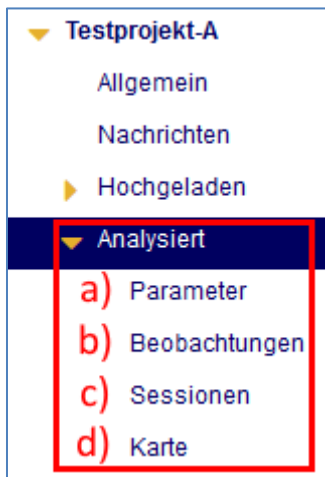 Testprojekt-A
Allgemein
Nachrichten
Hochgeladen
Analysiert
a) Parameter
b) Beobachtungen
c) Sessionen
d) Karte